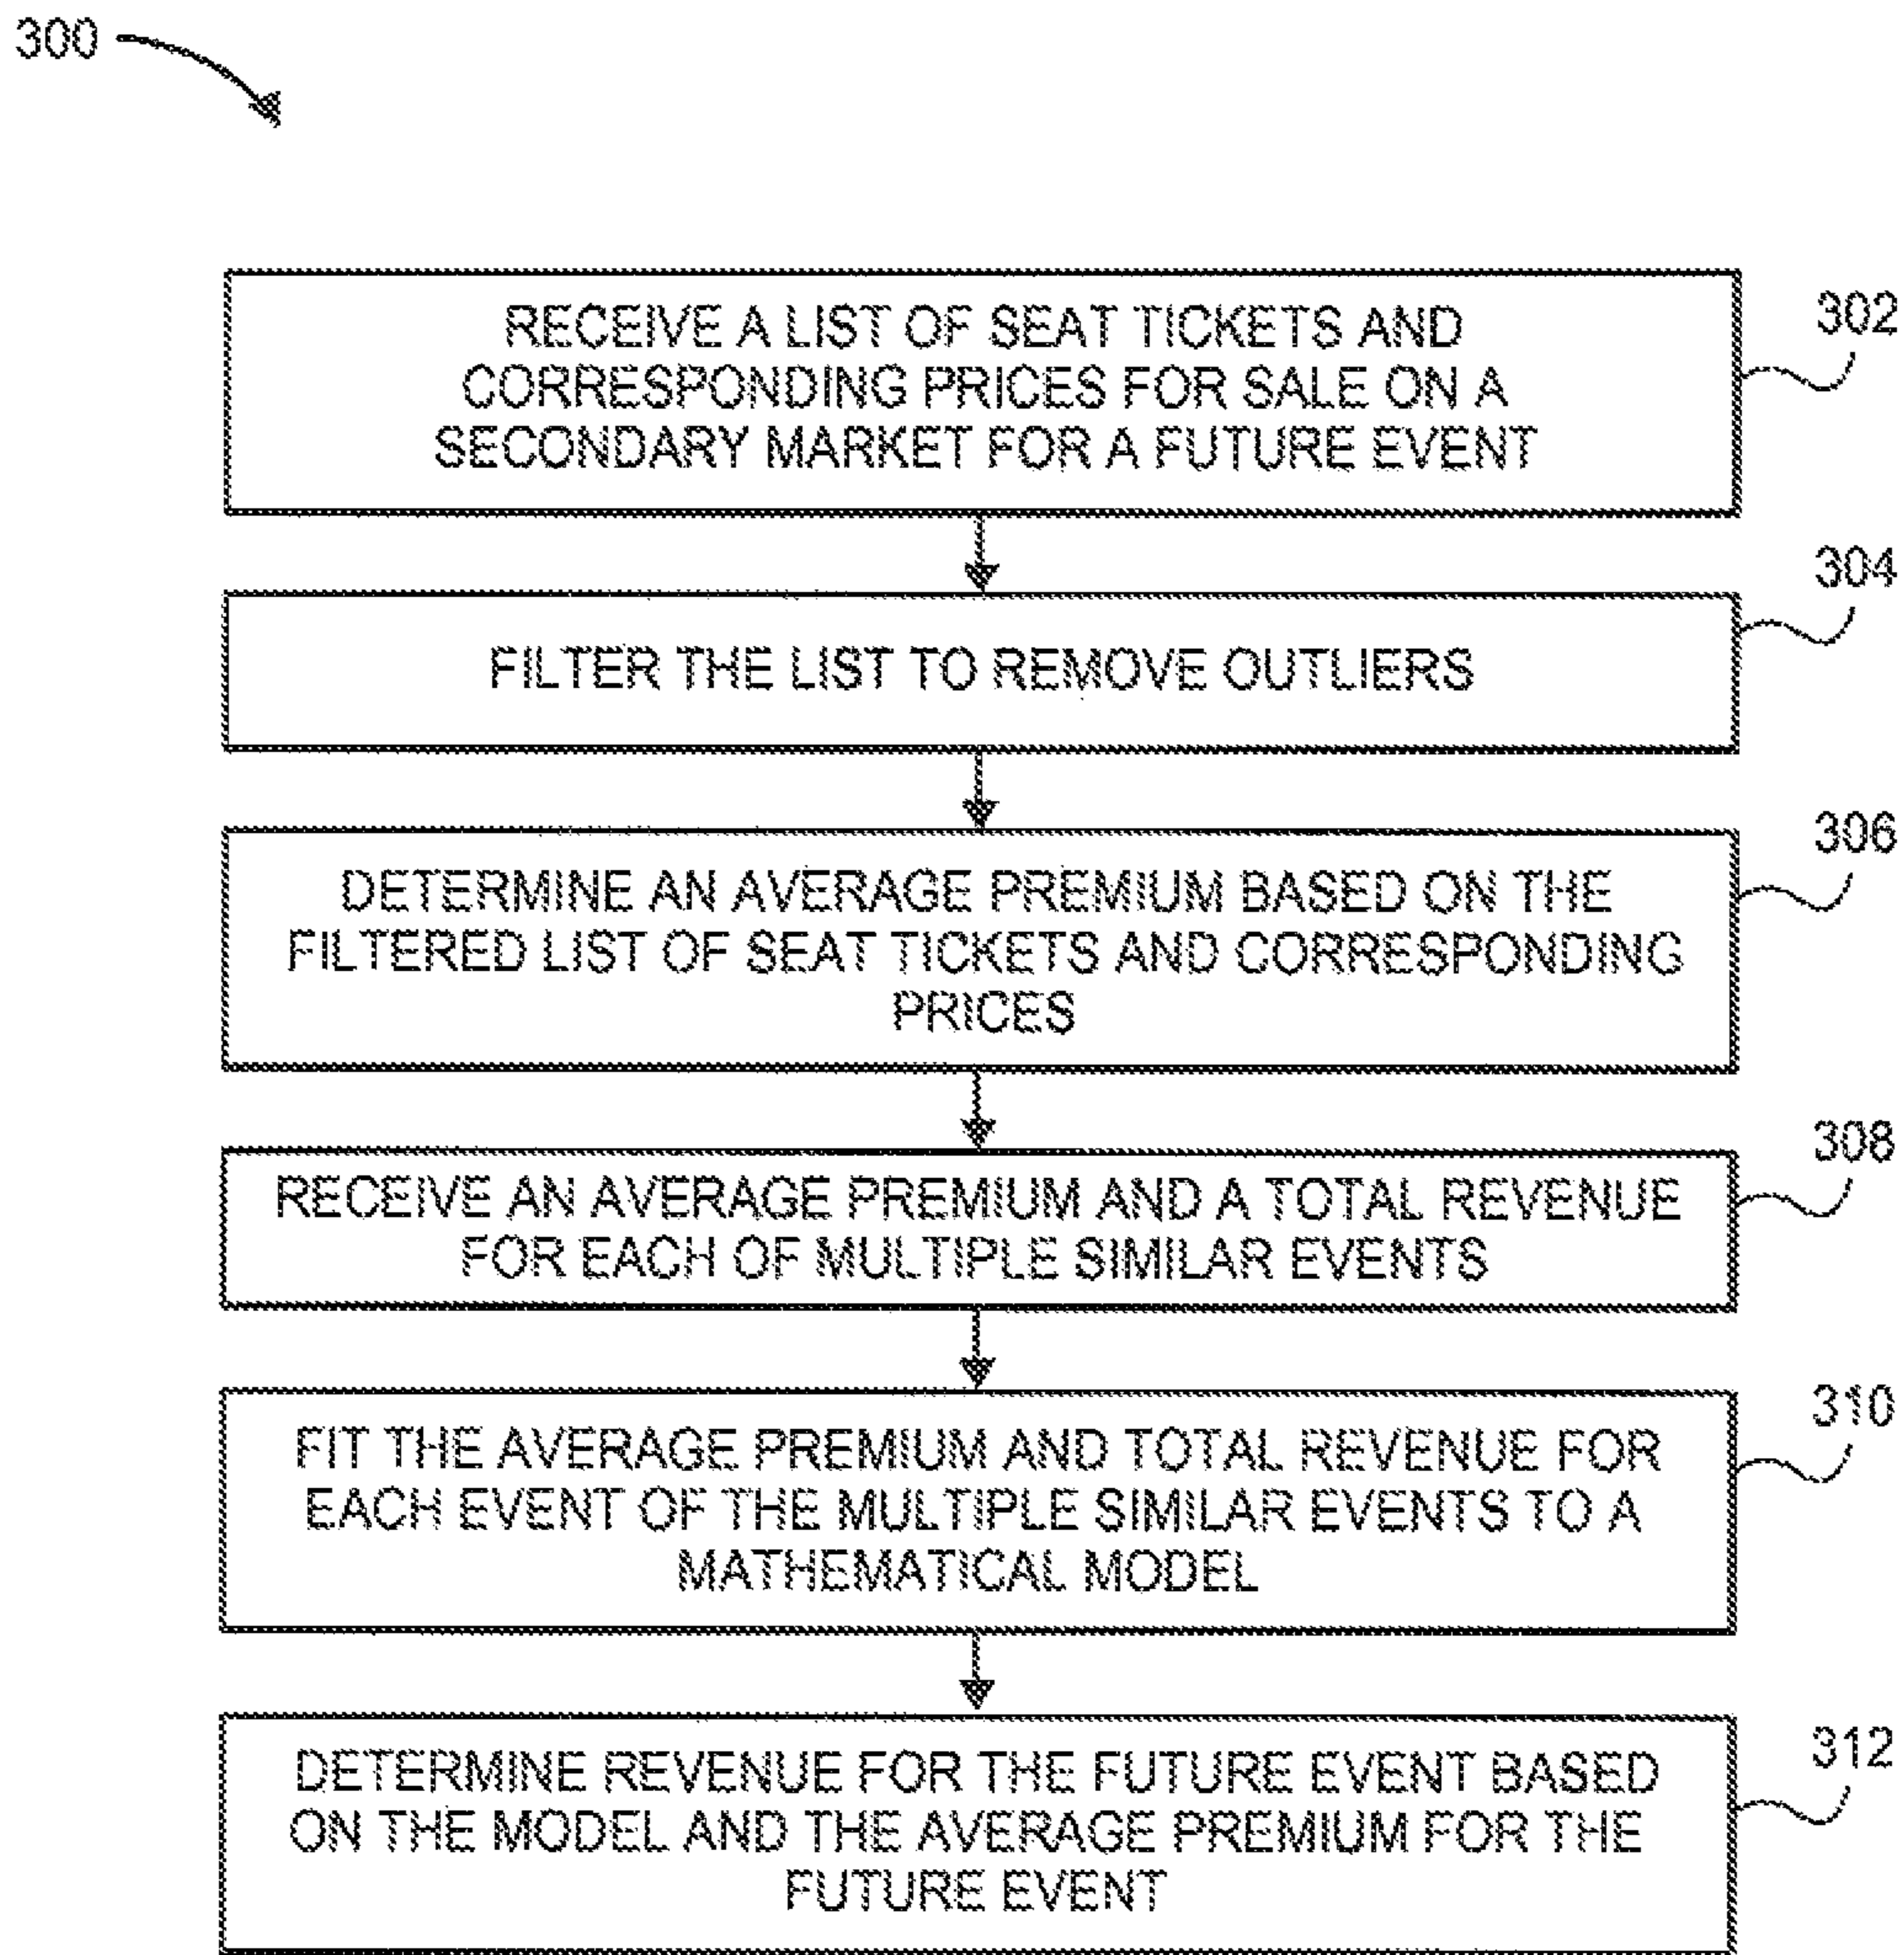 300
RECEIVE A LIST OF SEAT TICKETS AND
CORRESPONDING PRICES FOR SALE ON A
SECONDARY MARKET FOR A FUTURE EVENT
302
FILTER THE LIST TO REMOVE OUTLIERS
304
DETERMINE AN AVERAGE PREMIUM BASED ON THE
FILTERED LIST OF SEAT TICKETS AND CORRESPONDING
PRICES
306
RECEIVE AN AVERAGE PREMIUM AND A TOTAL REVENUE
FOR EACH OF MULTIPLE SIMILAR EVENTS
308
FIT THE AVERAGE PREMIUM AND TOTAL REVENUE FOR
EACH EVENT OF THE MULTIPLE SIMILAR EVENTS TO A
MATHEMATICAL MODEL
310
DETERMINE REVENUE FOR THE FUTURE EVENT BASED
ON THE MODEL AND THE AVERAGE PREMIUM FOR THE
FUTURE EVENT
312